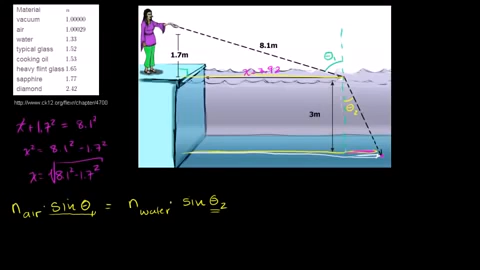 Material n
vacuum 1.00000
air 1.00029
water 1.33
typical glass 1.52
cooking oil 1.53
heavy flint glass 1.65
sapphire 1.77
diamond 2.42
http://www.ck12.org/flexr/chapter/4700
1.7m
8.1m
θ₁
x=7.92
3m
θ₂
x²+1.7² = 8.1²
x² = 8.1² - 1.7²
x = √8.1² - 1.7²
n air · sin θ₁ = n water · sin θ₂